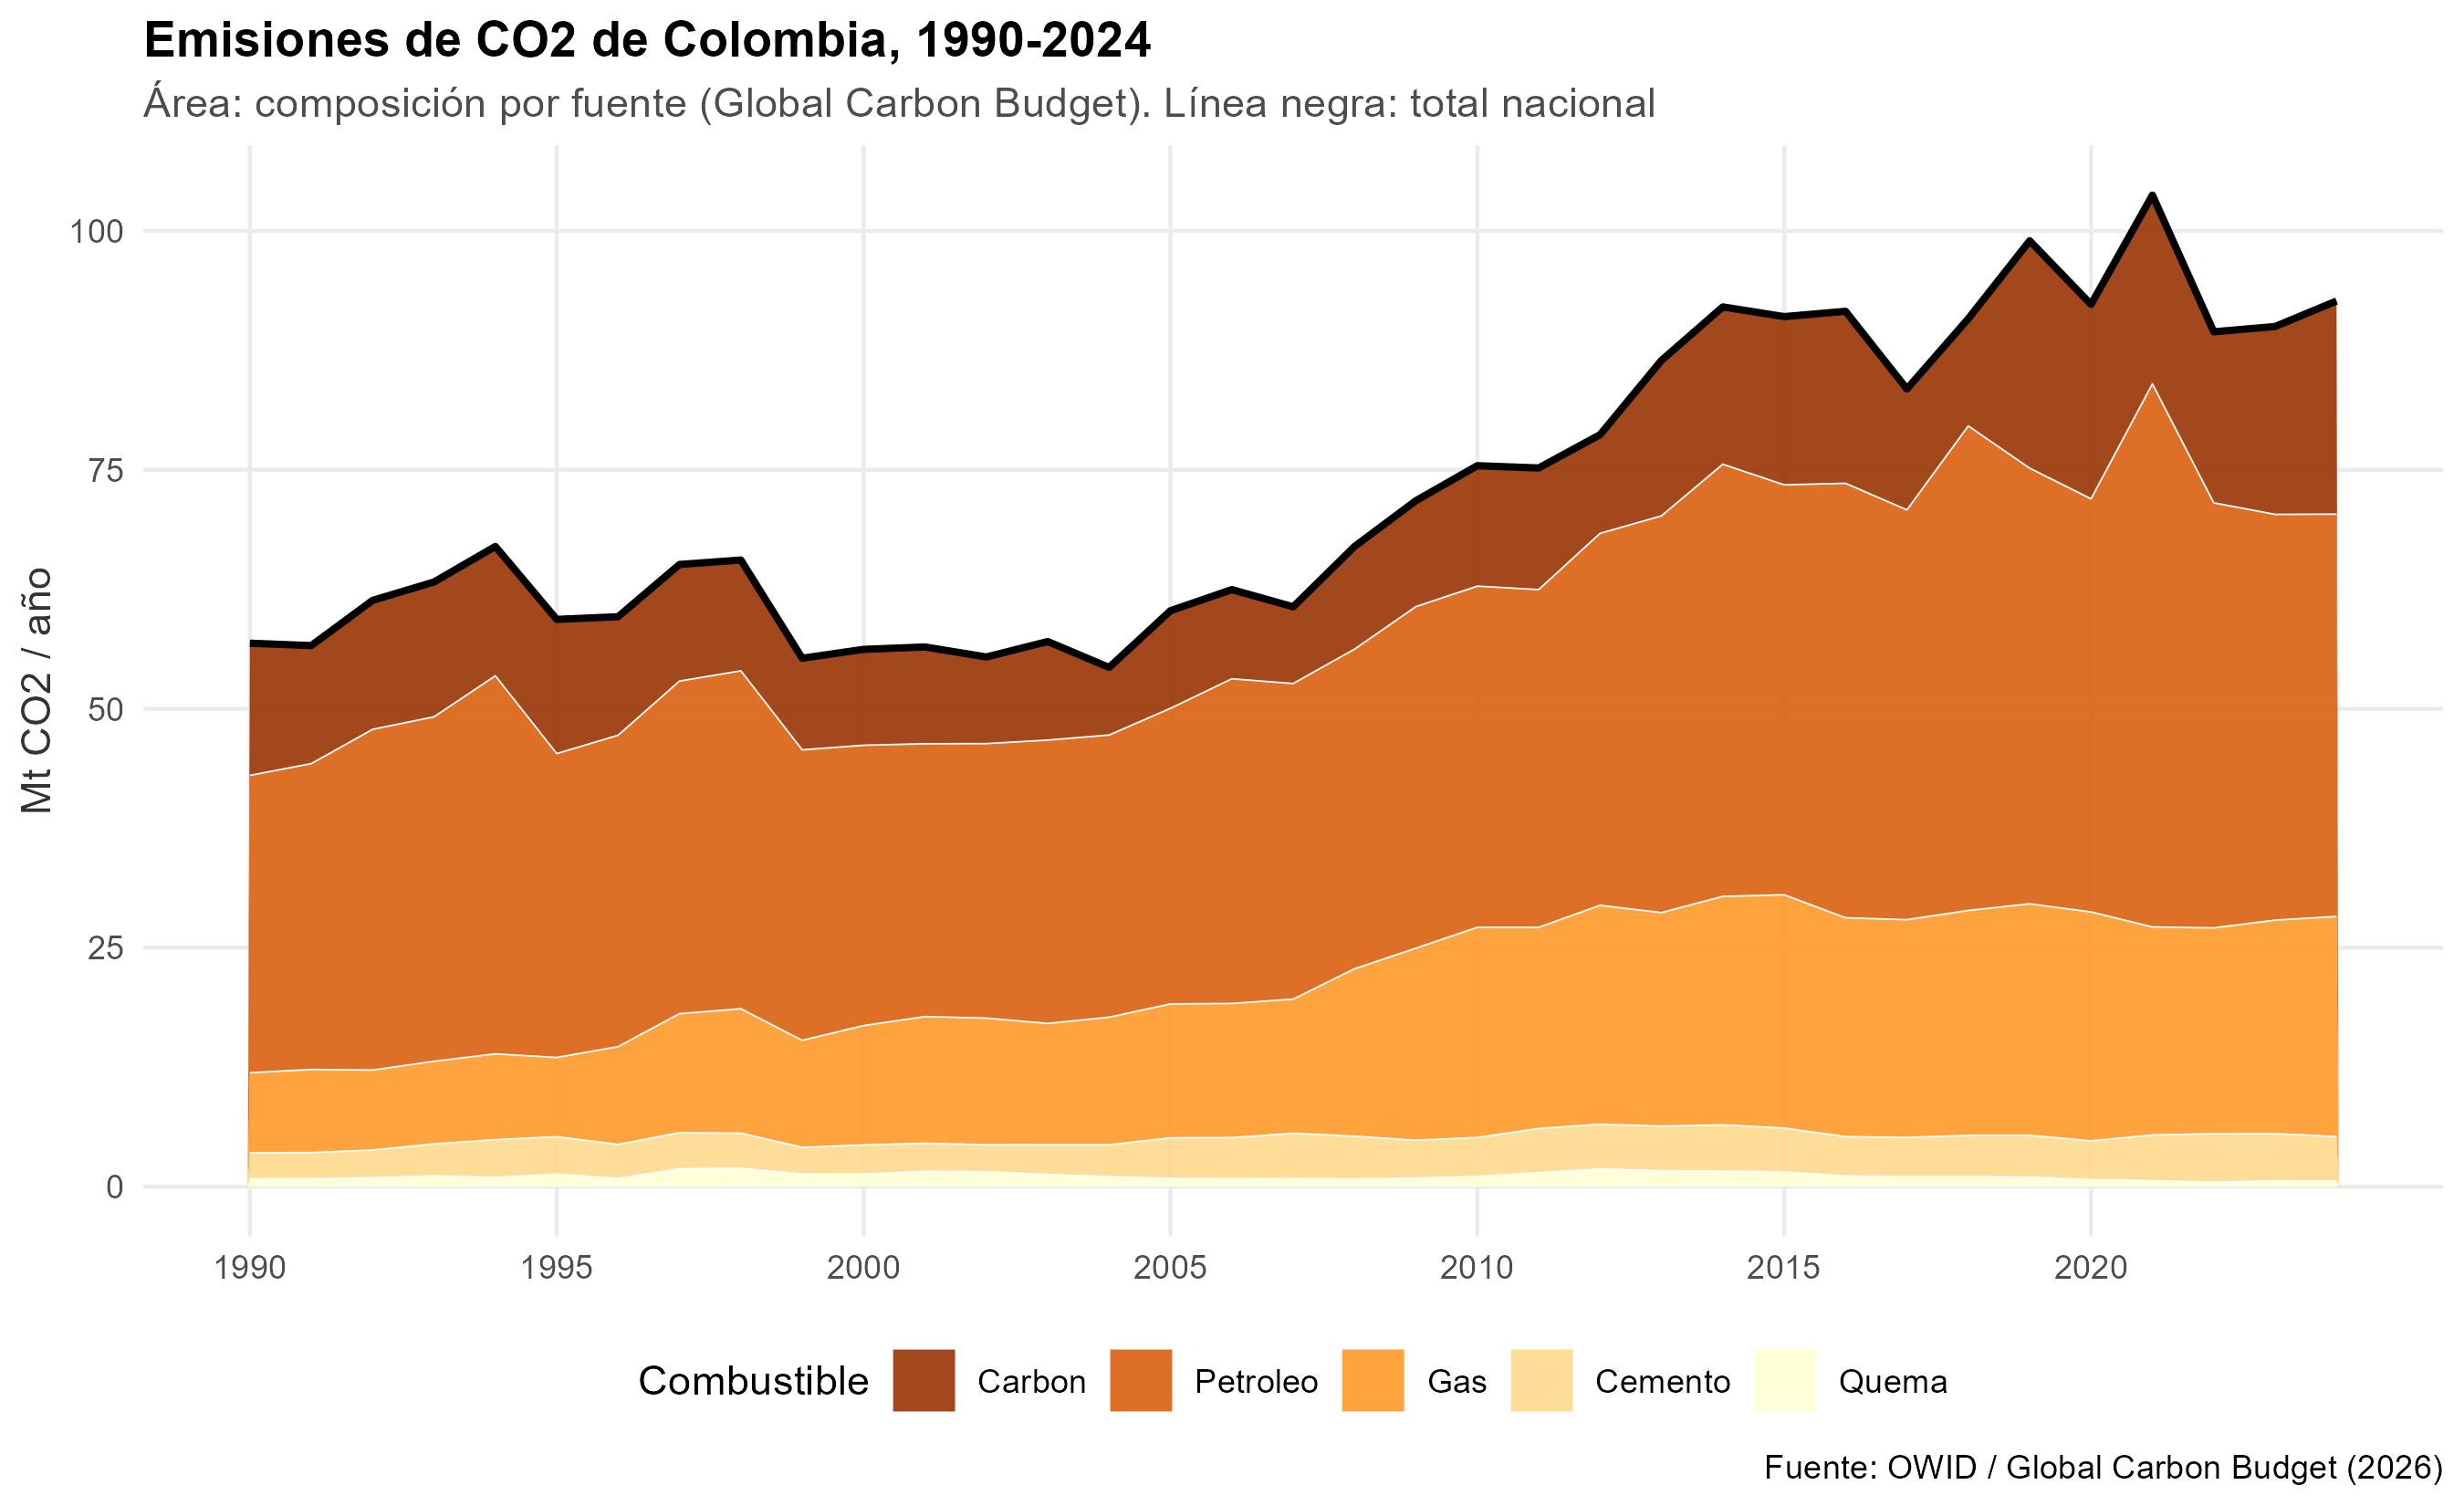 Emisiones de CO2 de Colombia, 1990-2024
Área: composición por fuente (Global Carbon Budget). Línea negra: total nacional
Mt CO2 / año
100
75
50
25
0
1990 1995 2000 2005 2010 2015 2020
Combustible Carbon Petroleo Gas Cemento Quema
Fuente: OWID / Global Carbon Budget (2026)